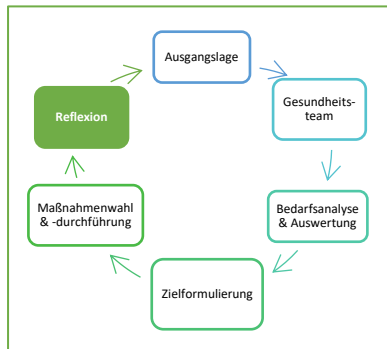 Ausgangslage
Gesundheits-
team
Bedarfsanalyse
& Auswertung
Zielformulierung
Maßnahmenwahl
& -durchführung
Reflexion